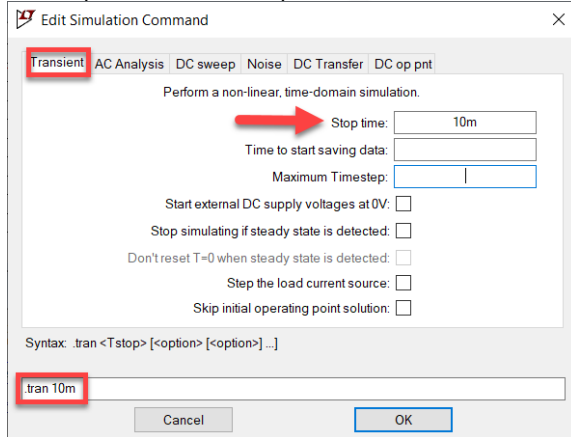 Edit Simulation Command
Transient AC Analysis DC sweep Noise DC Transfer DC op pnt
Perform a non-linear, time-domain simulation.
Stop time: 10m
Time to start saving data:
Maximum Timestep:
Start external DC supply voltages at 0V:
Stop simulating if steady state is detected:
Don't reset T=0 when steady state is detected:
Step the load current source:
Skip initial operating point solution:
Syntax: .tran <Tstop> [<option> [<option>] ...]
.tran 10m
Cancel OK